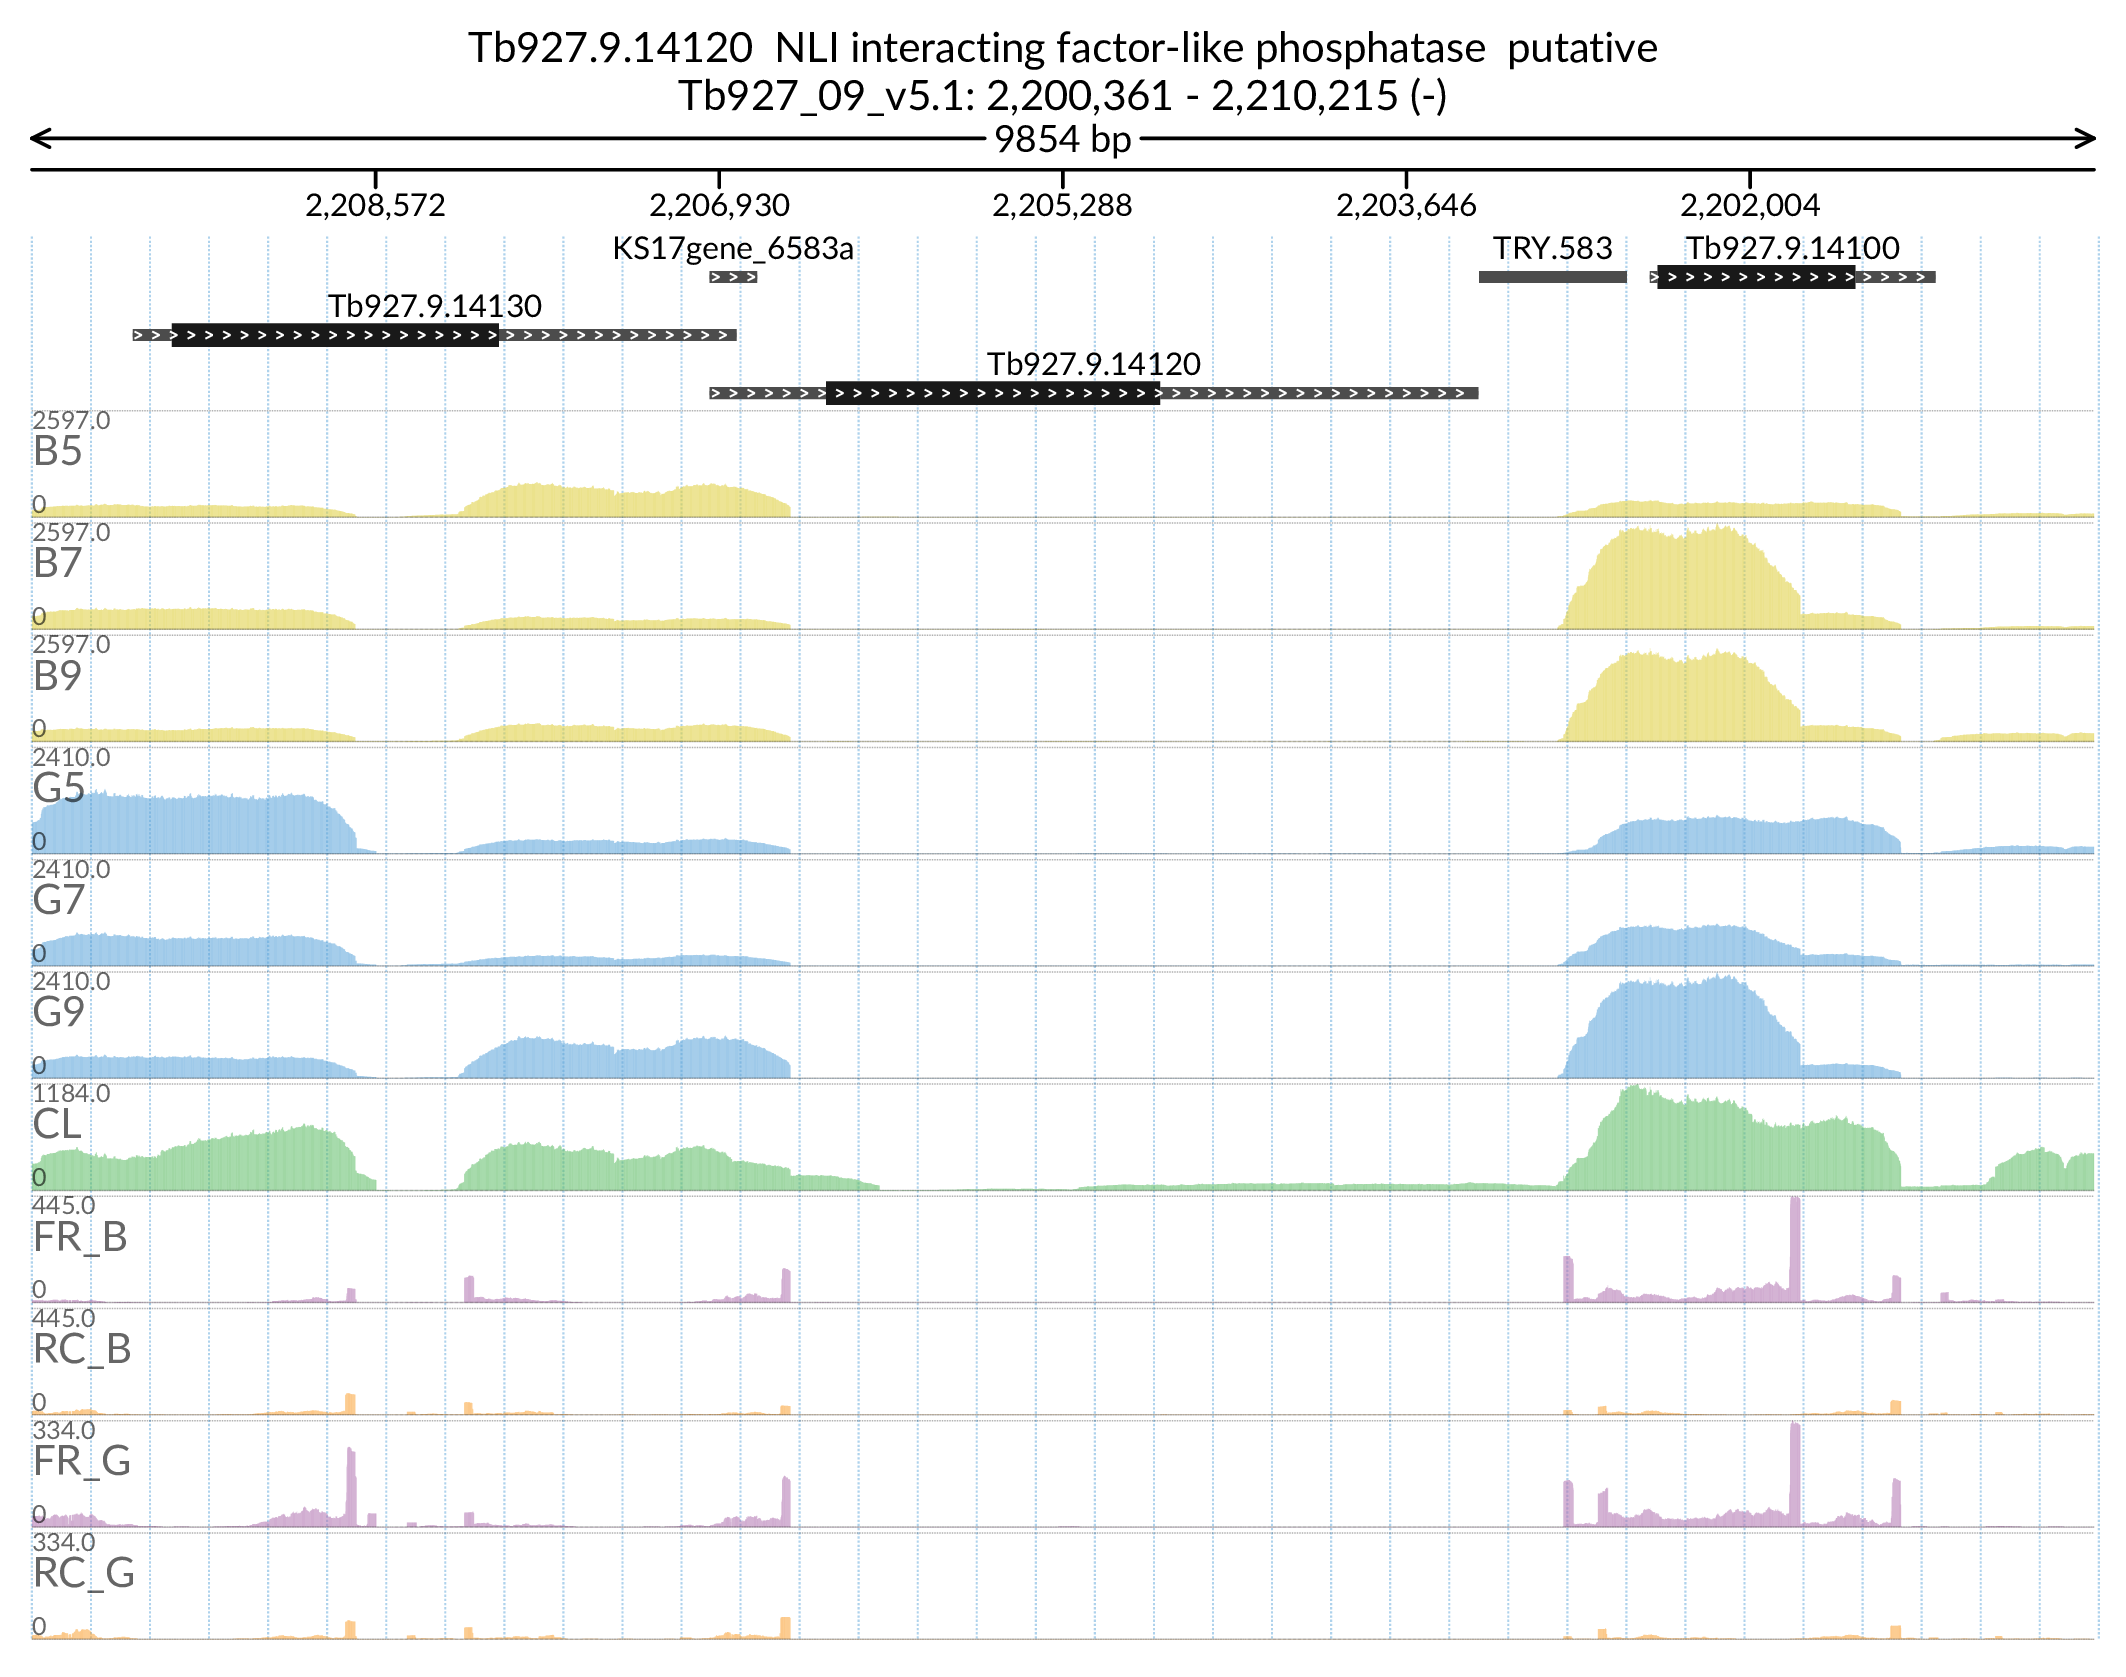 Tb927.9.14120 NLI interacting factor-like phosphatase putative
Tb927_09_v5.1: 2,200,361 - 2,210,215 (-)
9854 bp
2,208,572 2,206,930 2,205,288 2,203,646 2,002,004
KS17gene_6583a TRY.583 Tb927.9.14100
Tb927.9.14130
Tb927.9.14120
2597.0
B5
0
2597.0
B7
0
2597.0
B9
0
2410.0
G5
0
2410.0
G7
0
2410.0
G9
0
1184.0
CL
0
445.0
FR_B
0
445.0
RC_B
0
334.0
FR_G
0
334.0
RC_G
0